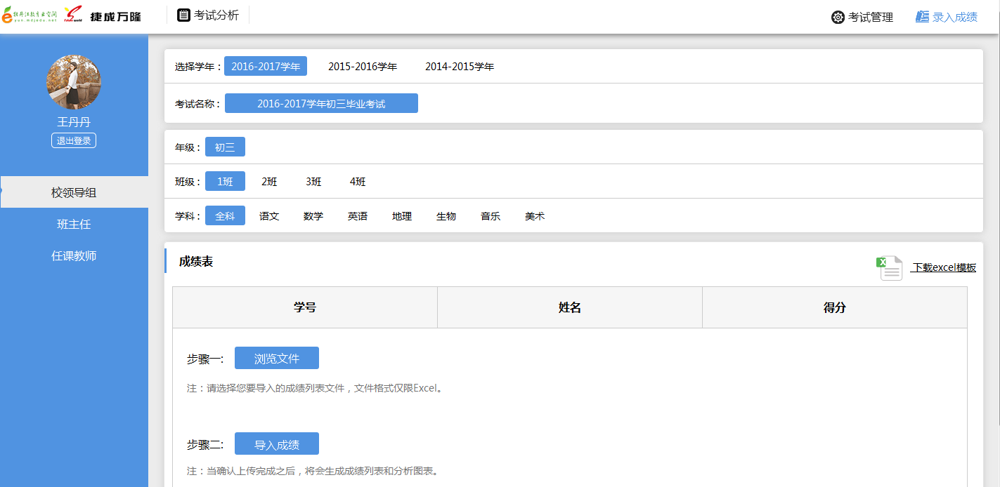 牡丹江教育云空间
yun.mdjedu.net
Future world
捷成万隆
考试分析
考试管理
录入成绩
王丹丹
退出登录
校领导组
班主任
任课教师
选择学年： 2016-2017学年 2015-2016学年 2014-2015学年
考试名称： 2016-2017学年初三毕业考试
年级： 初三
班级： 1班 2班 3班 4班
学科： 全科 语文 数学 英语 地理 生物 音乐 美术
成绩表
下载excel模板
学号 姓名 得分
步骤一: 浏览文件
注：请选择您要导入的成绩列表文件，文件格式仅限Excel。
步骤二: 导入成绩
注：当确认上传完成之后，将会生成成绩列表和分析图表。